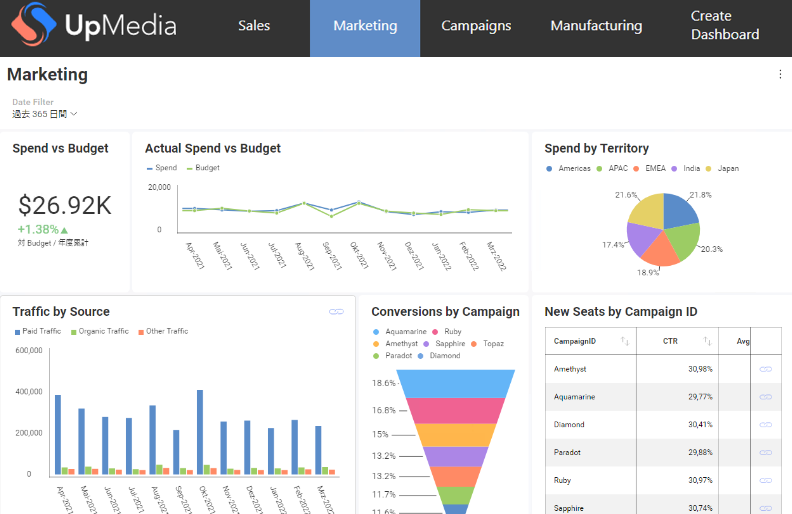 UpMedia
Sales
Marketing
Campaigns
Manufacturing
Create
Dashboard
Marketing
Date Filter
過去 365 日間
Spend vs Budget
$26.92K
+1.38%
対 Budget / 年度累計
Actual Spend vs Budget
Spend Budget
20,000
0
Apr-2021 Mai-2021 Jun-2021 Jul-2021 Aug-2021 Sep-2021 Okt-2021 Nov-2021 Dez-2021 Jan-2022 Feb-2022 Mrz-2022
Spend by Territory
Americas APAC EMEA India Japan
21.6% 21.8%
17.4% 20.3%
18.9%
Traffic by Source
Paid Traffic Organic Traffic Other Traffic
600,000
400,000
200,000
0
Apr-2021 Mai-2021 Jun-2021 Jul-2021 Aug-2021 Sep-2021 Okt-2021 Nov-2021 Dez-2021 Jan-2022 Feb-2022 Mrz-2022
Conversions by Campaign
Aquamarine Ruby
Amethyst Sapphire Topaz
Paradot Diamond
18.6%
16.8%
15%
13.2%
13.2%
11.7%
11.6%
New Seats by Campaign ID
CampaignID CTR Avg
Amethyst 30,98%
Aquamarine 29,77%
Diamond 30,41%
Paradot 29,88%
Ruby 30,97%
Sapphire 30,74%